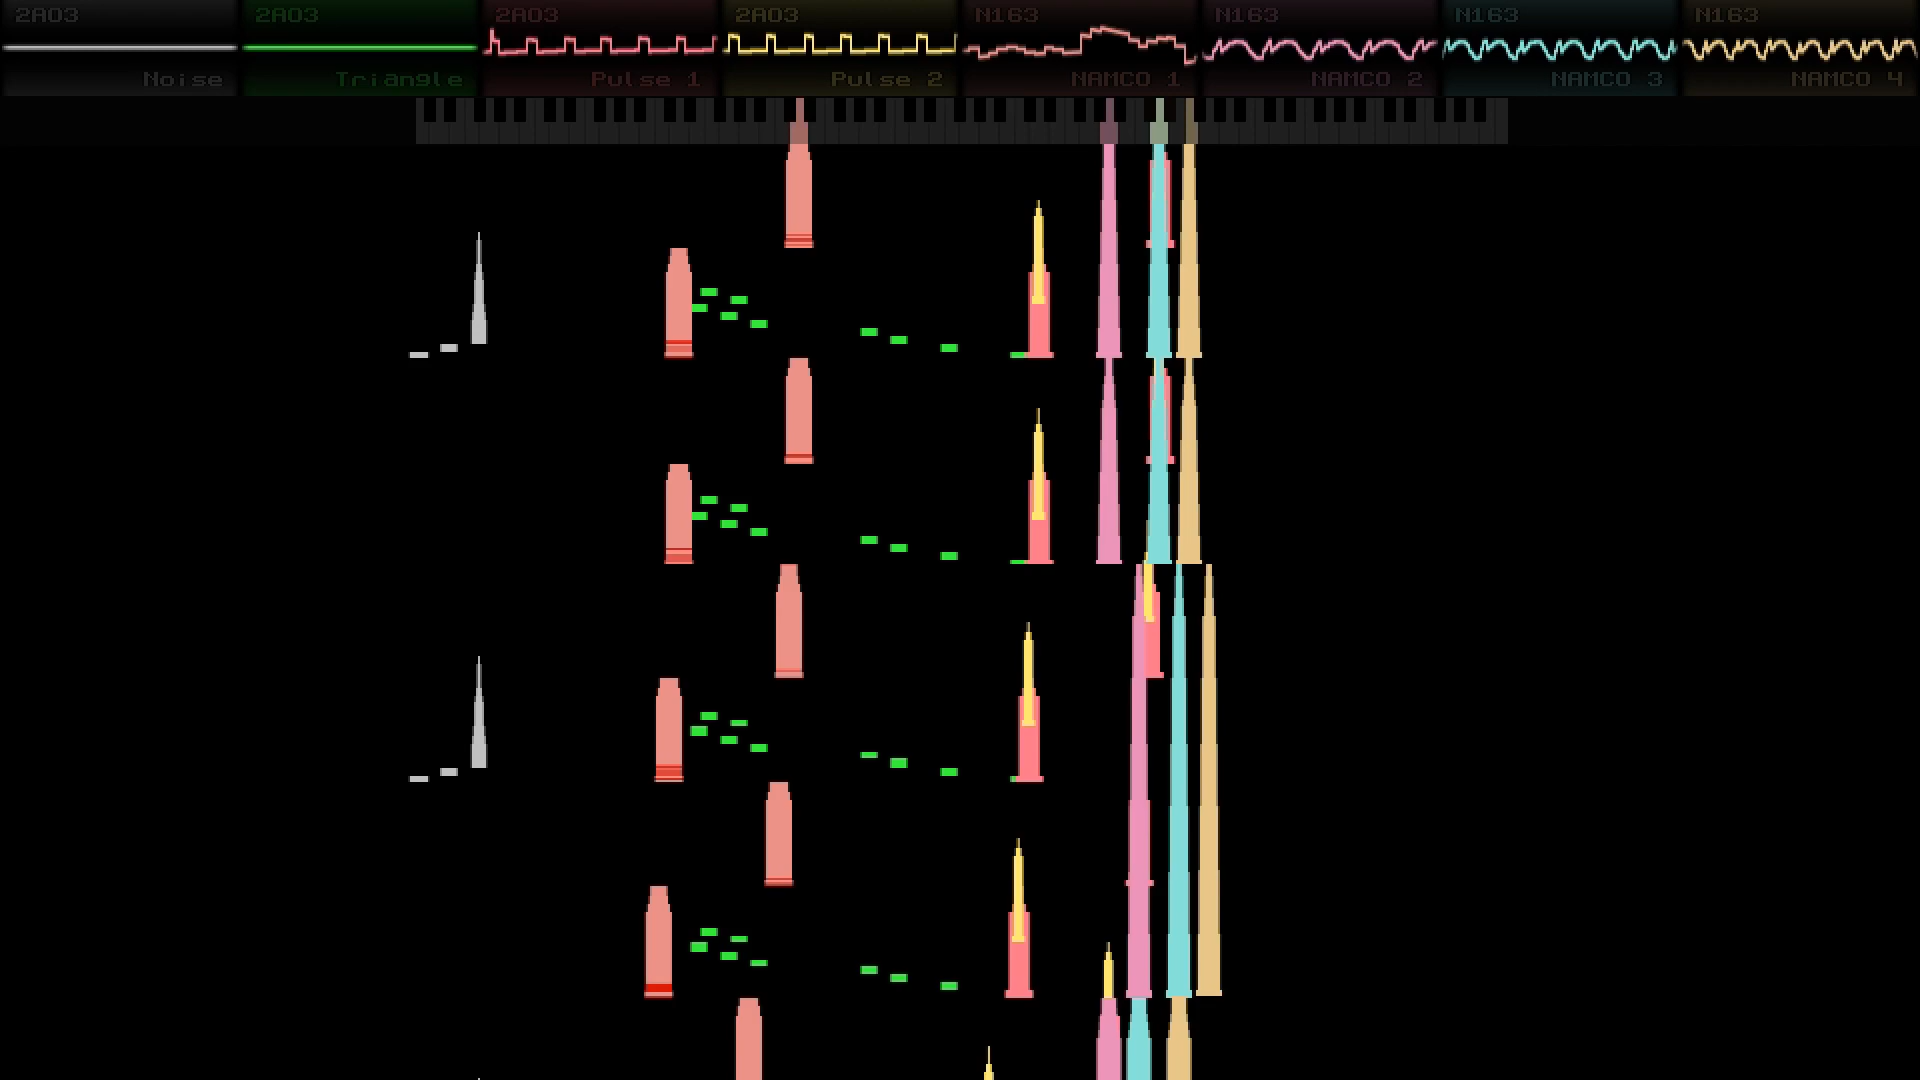 2A03 2A03 2A03 2A03 N163 N163 N163 N163
Noise Triangle Pulse 1 Pulse 2 NAMCO 1 NAMCO 2 NAMCO 3 NAMCO 4